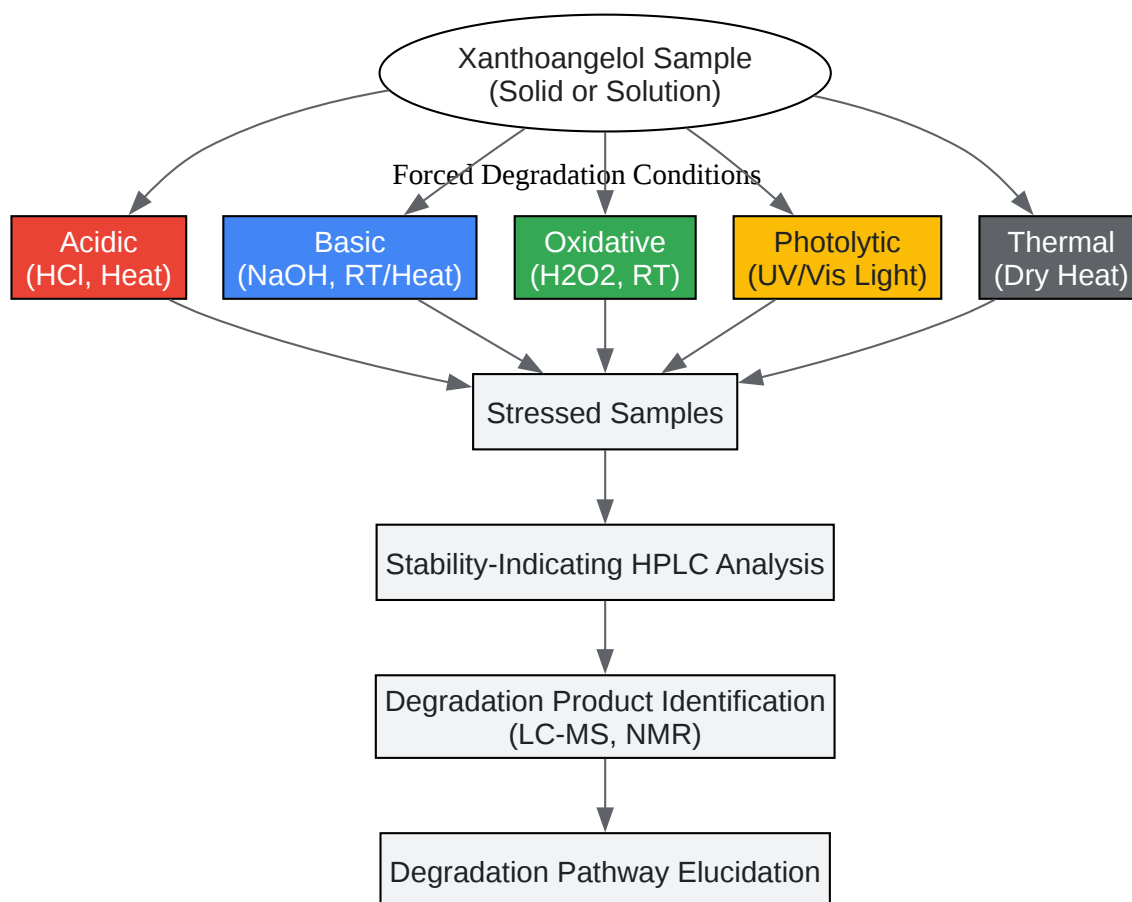 Xanthoangelol Sample
(Solid or Solution)
Forced Degradation Conditions
Acidic
(HCl, Heat)
Basic
(NaOH, RT/Heat)
Oxidative
(H2O2, RT)
Photolytic
(UV/Vis Light)
Thermal
(Dry Heat)
Stressed Samples
Stability-Indicating HPLC Analysis
Degradation Product Identification
(LC-MS, NMR)
Degradation Pathway Elucidation